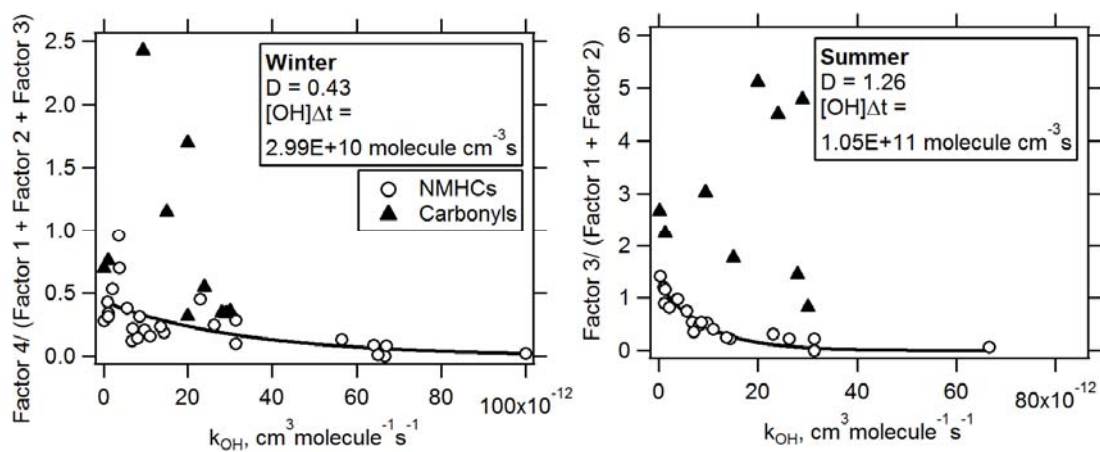 Factor 4/ (Factor 1 + Factor 2 + Factor 3)
2.5
2.0
1.5
1.0
0.5
0.0
Winter
D = 0.43
[OH]Δt =
2.99E+10 molecule cm⁻³s
NMHCs
Carbonyls
0
20
40
60
80
100x10⁻¹²
k_OH, cm³molecule⁻¹s⁻¹
Factor 3/ (Factor 1 + Factor 2)
6
5
4
3
2
1
0
Summer
D = 1.26
[OH]Δt =
1.05E+11 molecule cm⁻³s
0
20
40
60
80x10⁻¹²
k_OH, cm³molecule⁻¹s⁻¹